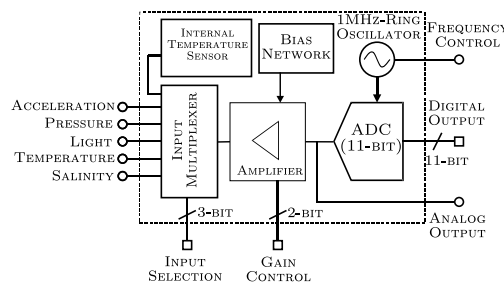 INTERNAL
TEMPERATURE
SENSOR
BIAS
NETWORK
1MHz-RING
OSCILLATOR
FREQUENCY
CONTROL
ACCELERATION
PRESSURE
LIGHT
TEMPERATURE
SALINITY
INPUT
MULTIPLEXER
AMPLIFIER
ADC
(11-BIT)
DIGITAL
OUTPUT
11-BIT
3-BIT
2-BIT
ANALOG
OUTPUT
INPUT
SELECTION
GAIN
CONTROL